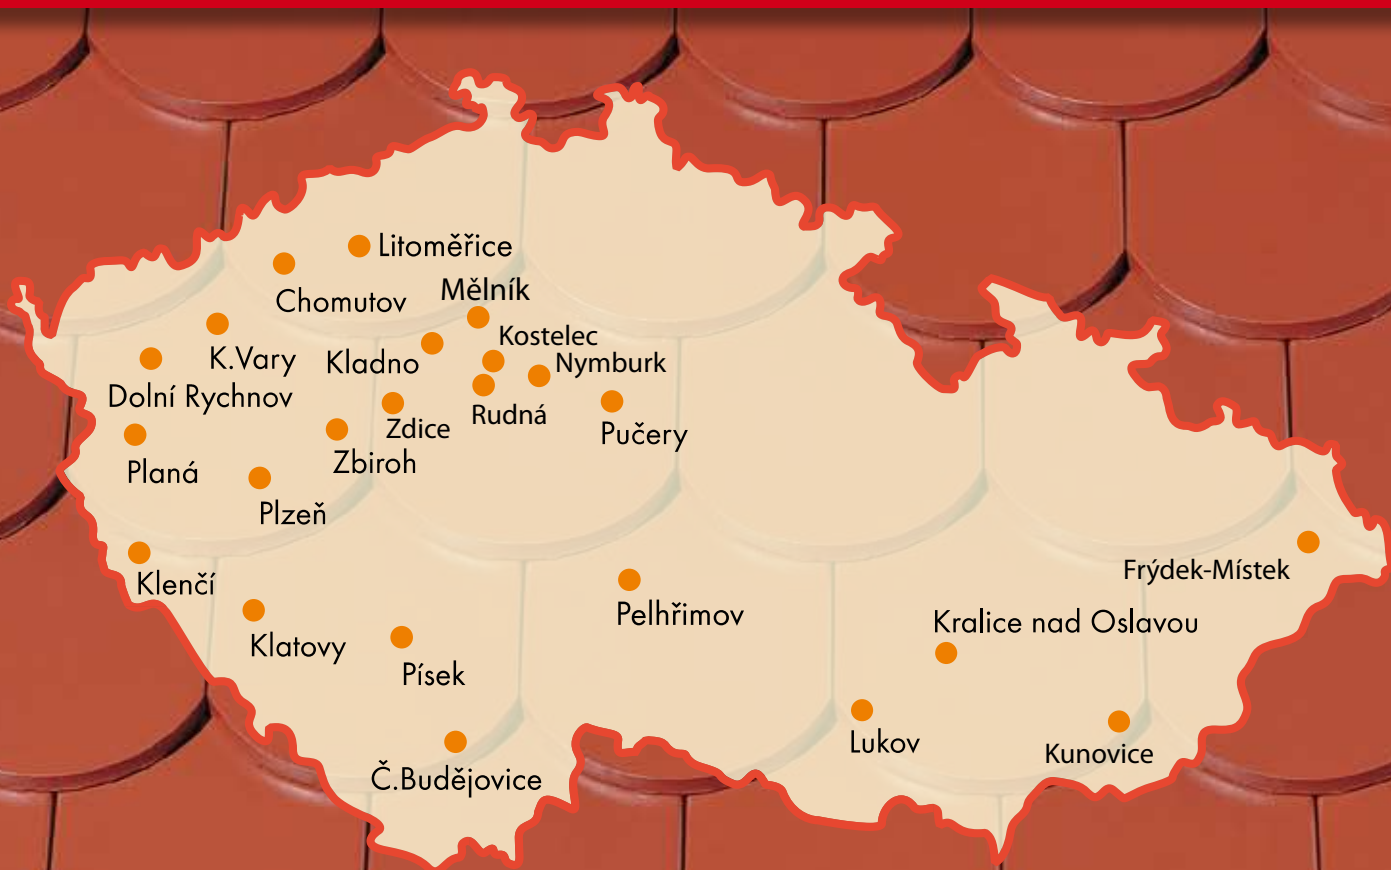 Litoměřice
Mělník
Chomutov
Kostelec
K.Vary
Kladno
Nymburk
Dolní Rychnov
Rudná
Zdice
Pučery
Zbiroh
Planá
Plzeň
Klenčí
Frýdek-Místek
Pelhřimov
Kralice nad Oslavou
Klatovy
Písek
Lukov
Kunovice
Č.Budějovice